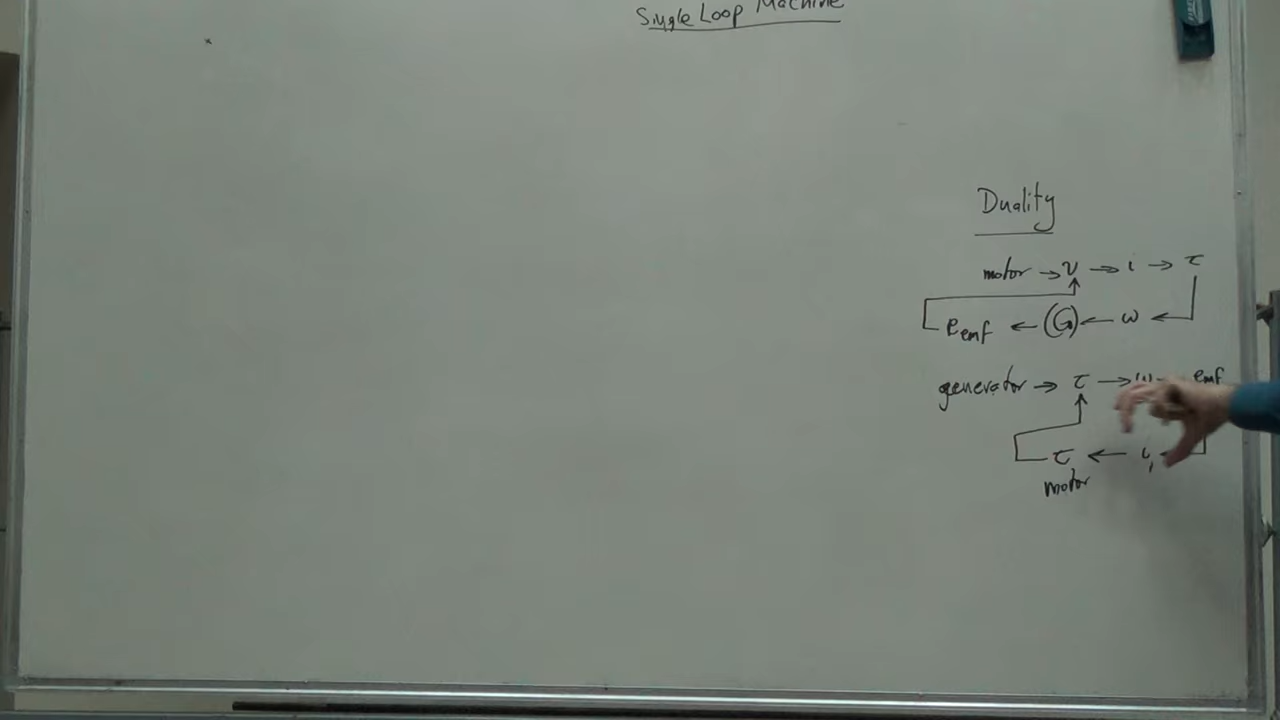 Single Loop Machine
Duality
motor → v → i → τ
e emf ← (G) ← ω
generator → τ → ω emf
τ ← i
motor